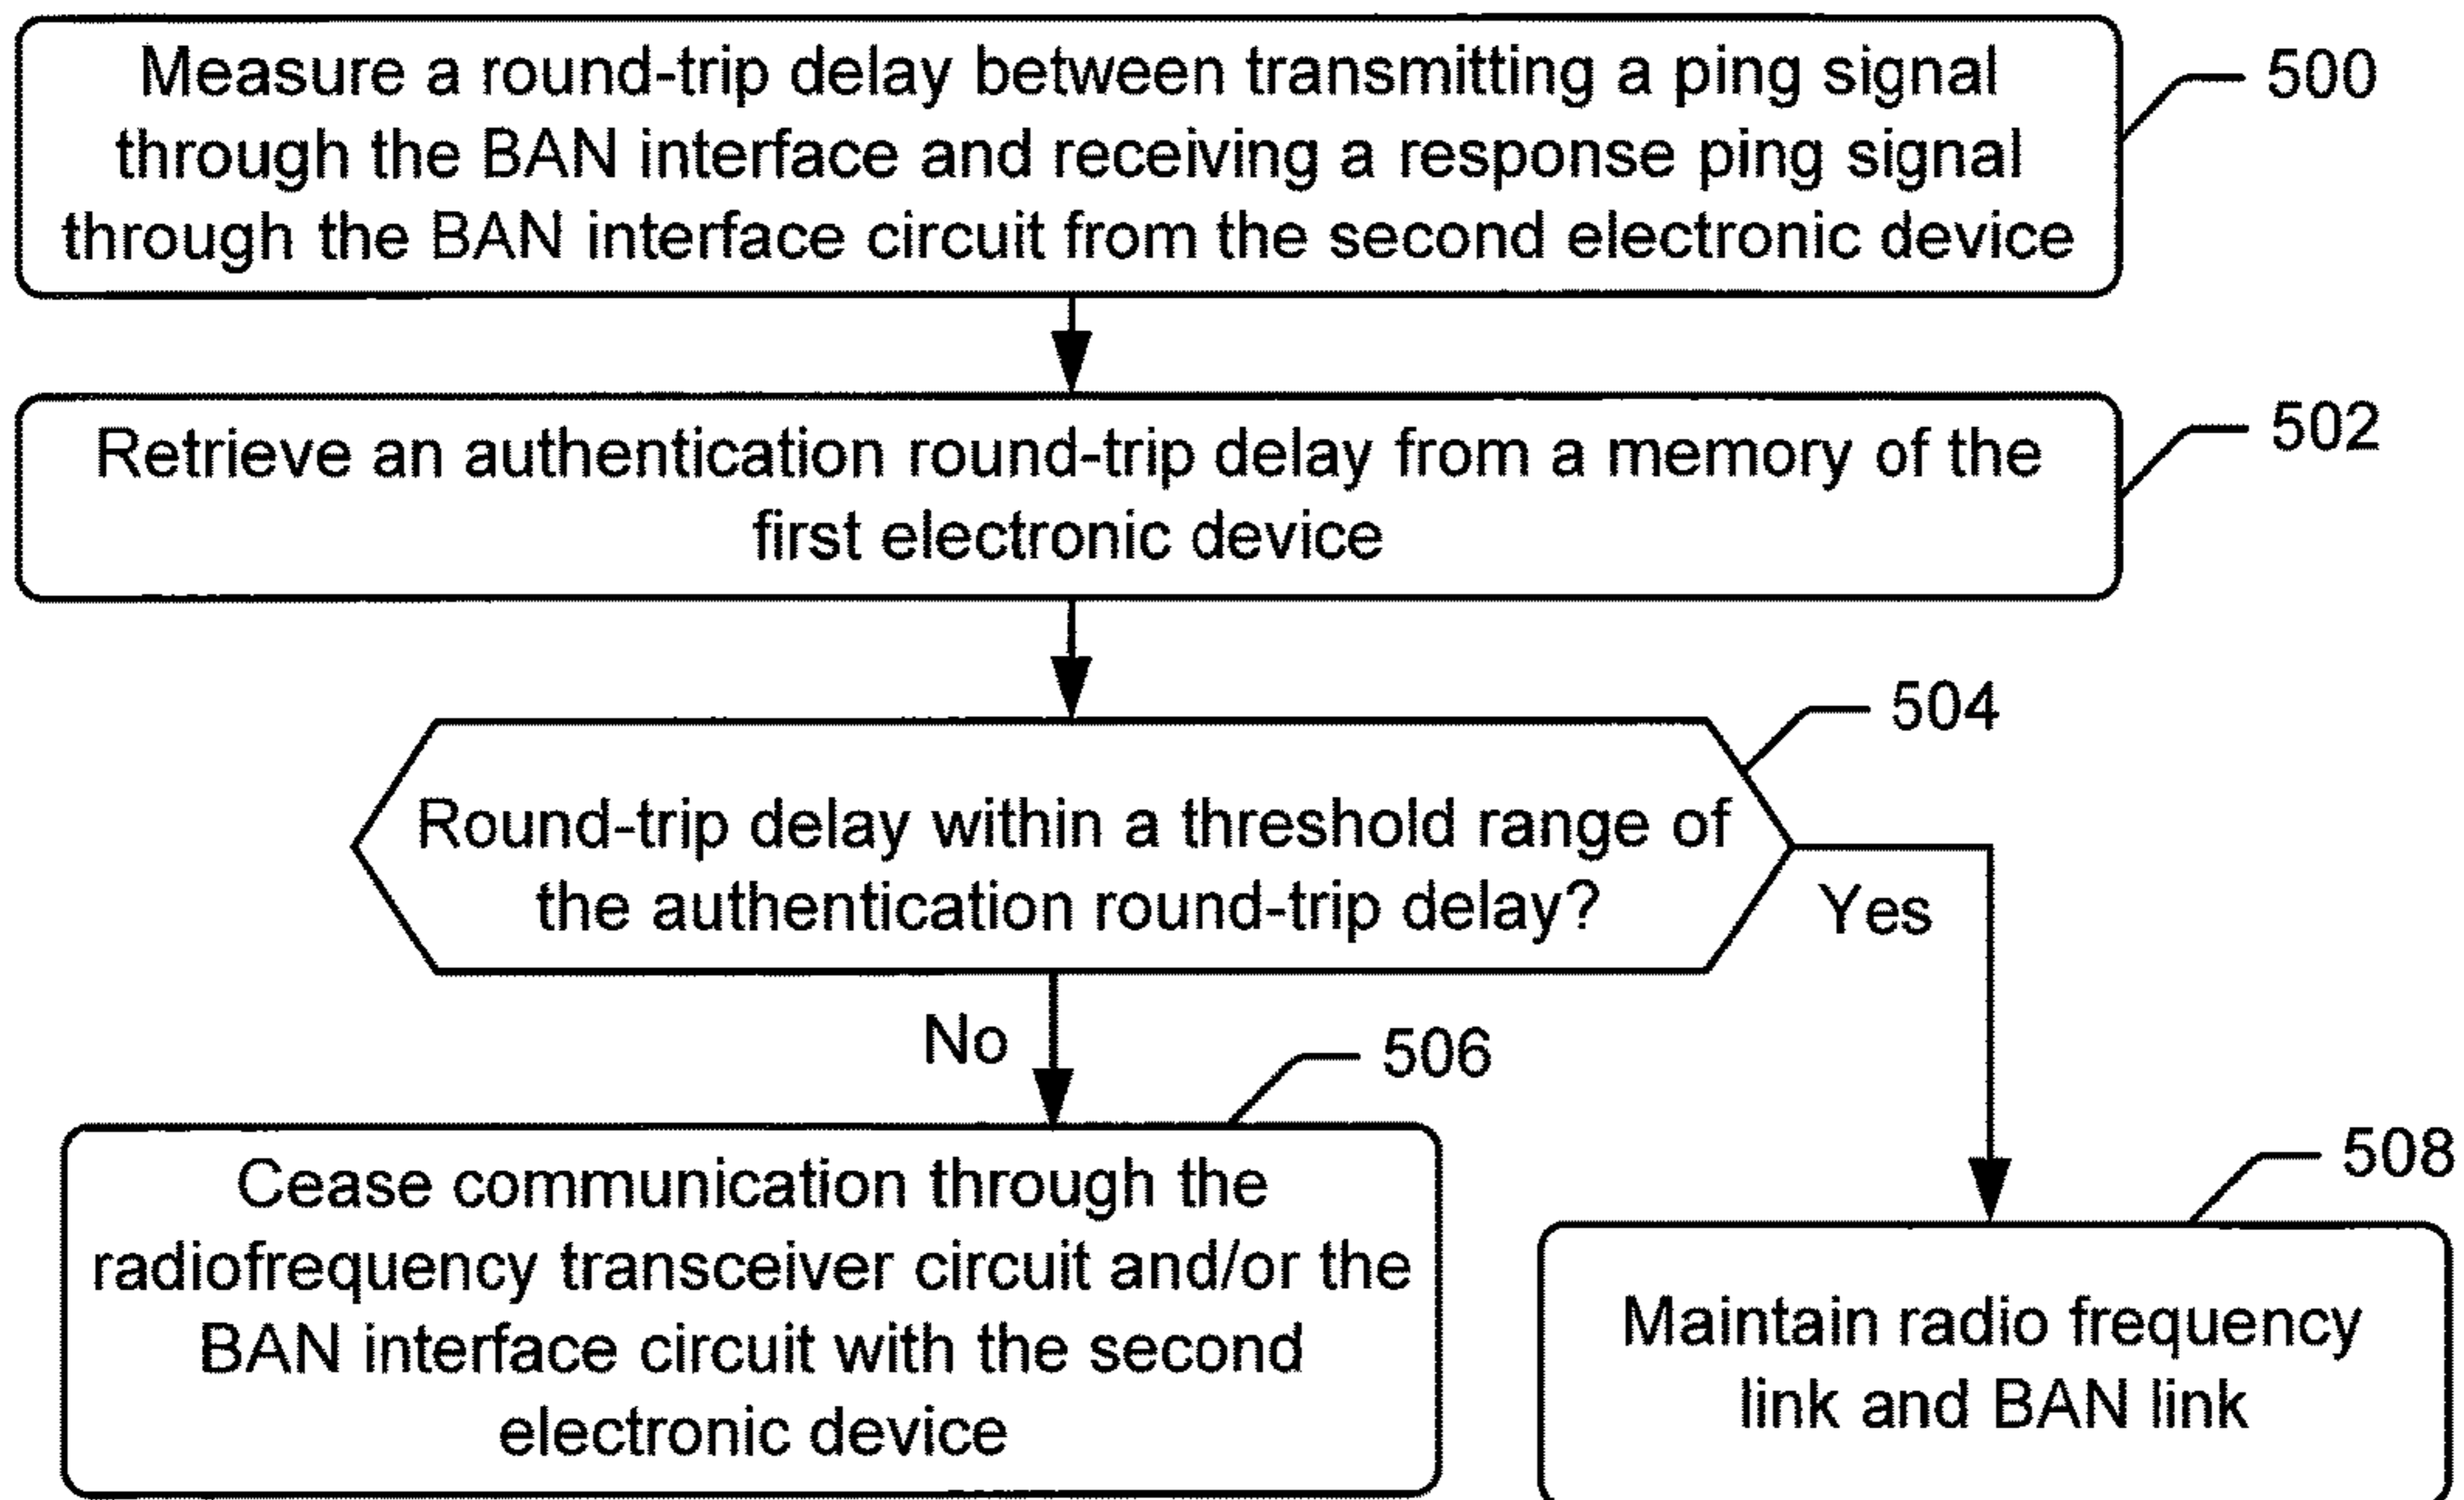 Measure a round-trip delay between transmitting a ping signal
through the BAN interface and receiving a response ping signal
through the BAN interface circuit from the second electronic device
500
Retrieve an authentication round-trip delay from a memory of the
first electronic device
502
504
Round-trip delay within a threshold range of
the authentication round-trip delay?
Yes
No
506
Cease communication through the
radiofrequency transceiver circuit and/or the
BAN interface circuit with the second
electronic device
508
Maintain radio frequency
link and BAN link